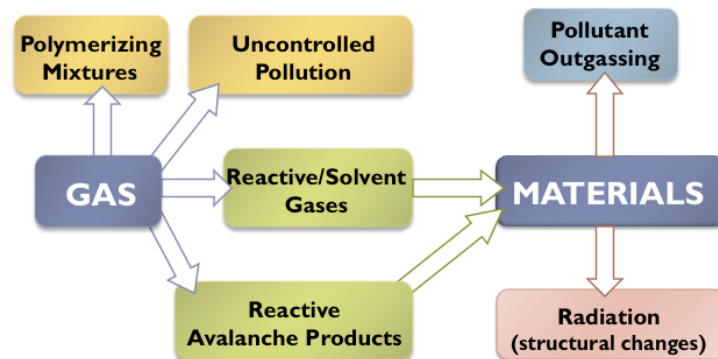 Polymerizing
Mixtures
Uncontrolled
Pollution
Pollutant
Outgassing
GAS
Reactive/Solvent
Gases
MATERIALS
Reactive
Avalanche Products
Radiation
(structural changes)